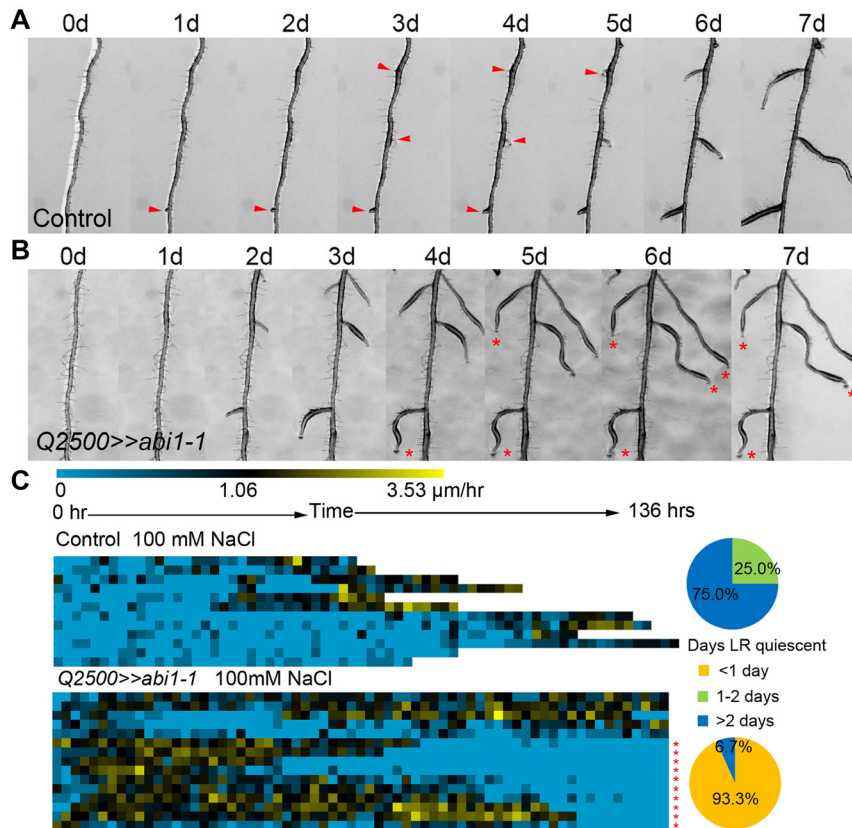 A
0d 1d 2d 3d 4d 5d 6d 7d
Control
B
0d 1d 2d 3d 4d 5d 6d 7d
* * * * * * * * * *
Q2500>>abi1-1
C
0 1.06 3.53 µm/hr
0 hr Time 136 hrs
Control 100 mM NaCl
25.0%
75.0%
Days LR quiescent
<1 day
1-2 days
>2 days
Q2500>>abi1-1 100mM NaCl
* * * * * * * * * *
6.7%
93.3%